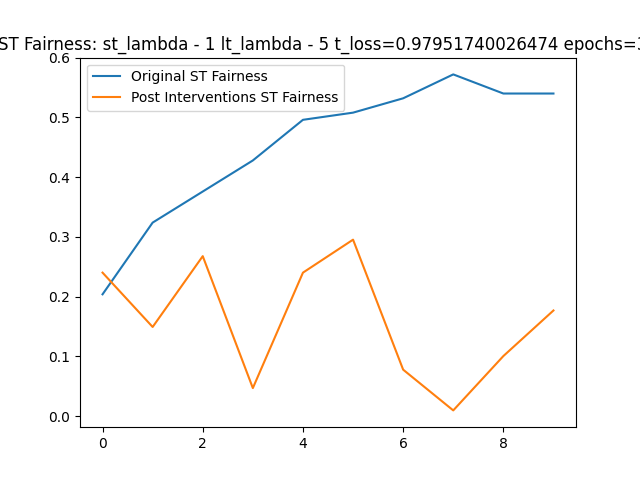 ST Fairness: st_lambda - 1 lt_lambda - 5 t_loss=0.97951740026474 epochs=
Original ST Fairness
Post Interventions ST Fairness
0.6
0.5
0.4
0.3
0.2
0.1
0.0
0 2 4 6 8